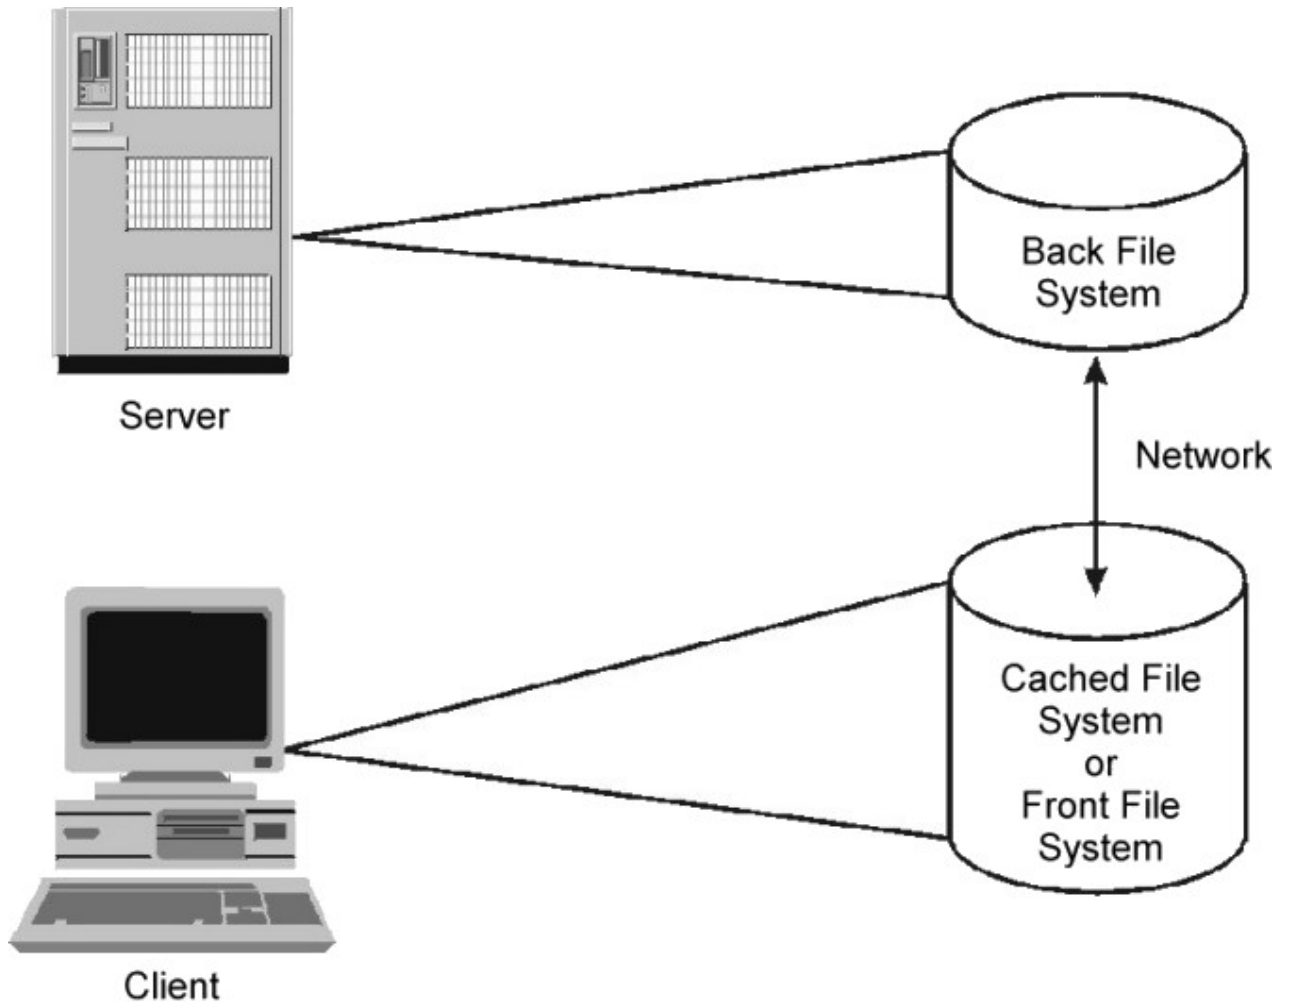 Back File
System
Server
Network
Cached File
System
or
Front File
System
Client